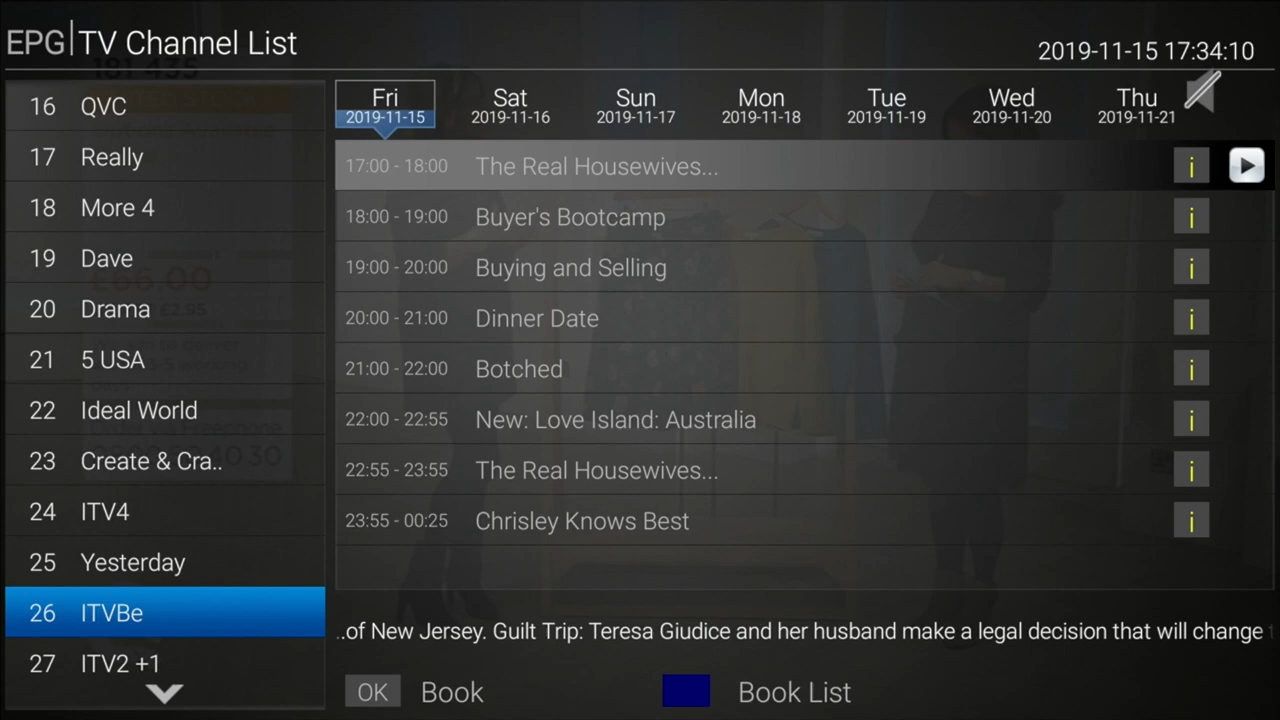 EPG|TV Channel List
2019-11-15 17:34:10
16 QVC
17 Really
18 More 4
19 Dave
20 Drama
21 5 USA
22 Ideal World
23 Create & Cra..
24 ITV4
25 Yesterday
26 ITVBe
27 ITV2 +1
Fri Sat Sun Mon Tue Wed Thu
2019-11-15 2019-11-16 2019-11-17 2019-11-18 2019-11-19 2019-11-20 2019-11-21
17:00 - 18:00 The Real Housewives... i
18:00 - 19:00 Buyer's Bootcamp i
19:00 - 20:00 Buying and Selling i
20:00 - 21:00 Dinner Date i
21:00 - 22:00 Botched i
22:00 - 22:55 New: Love Island: Australia i
22:55 - 23:55 The Real Housewives... i
23:55 - 00:25 Chrisley Knows Best i
..of New Jersey. Guilt Trip: Teresa Giudice and her husband make a legal decision that will change
OK Book Book List